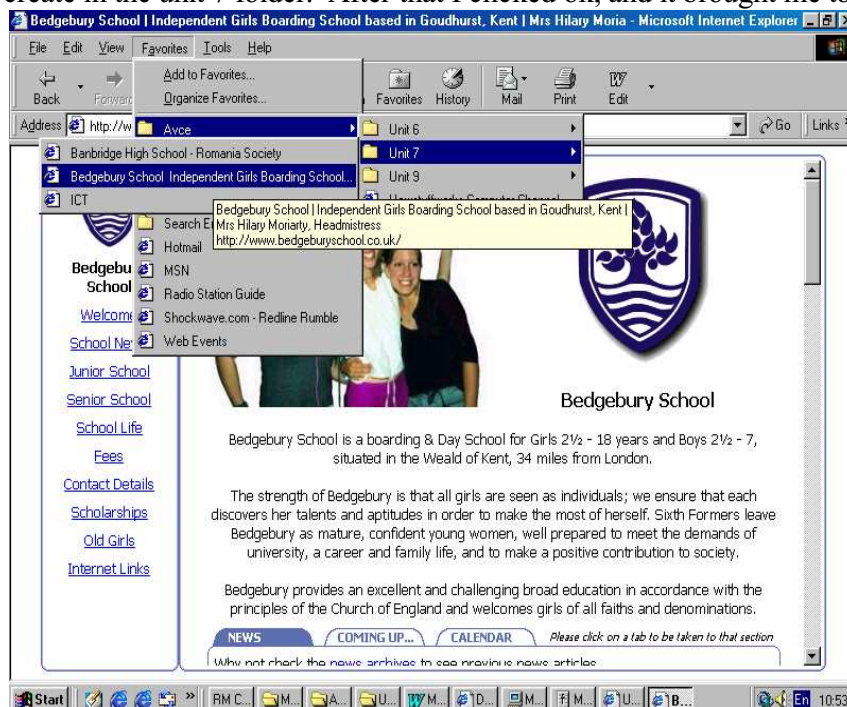 create in the unit 7 folder. After that I clicked ok, and it brought me to
Bedgebury School | Independent Girls Boarding School based in Goudhurst, Kent | Mrs Hilary Moria - Microsoft Internet Explorer
File Edit View Favorites Tools Help
Back Forward Favorites History Mail Print Edit
Add to Favorites...
Organize Favorites...
Address http://w Go Links
Avce
Unit 6
Unit 7
Unit 9
Howstuffworks Computer Channel
Banbridge High School - Romania Society
Bedgebury School Independent Girls Boarding School...
ICT
Bedgebury School | Independent Girls Boarding School based in Goudhurst, Kent |
Mrs Hilary Moriarty, Headmistress
http://www.bedgeburyschool.co.uk/
Search E
Hotmail
MSN
Radio Station Guide
Shockwave.com - Redline Rumble
Web Events
Bedgebu
School
Welcome
School Ne
Junior School
Senior School
School Life
Fees
Contact Details
Scholarships
Old Girls
Internet Links
Bedgebury School
Bedgebury School is a boarding & Day School for Girls 2½ - 18 years and Boys 2½ - 7,
situated in the Weald of Kent, 34 miles from London.
The strength of Bedgebury is that all girls are seen as individuals; we ensure that each
discovers her talents and aptitudes in order to make the most of herself. Sixth Formers leave
Bedgebury as mature, confident young women, well prepared to meet the demands of
university, a career and family life, and to make a positive contribution to society.
Bedgebury provides an excellent and challenging broad education in accordance with the
principles of the Church of England and welcomes girls of all faiths and denominations.
NEWS COMING UP... CALENDAR Please click on a tab to be taken to that section
Why not check the news archives to see previous news articles
Start » RM C... M... A... U... M... D... M... M... U... B... En 10:53